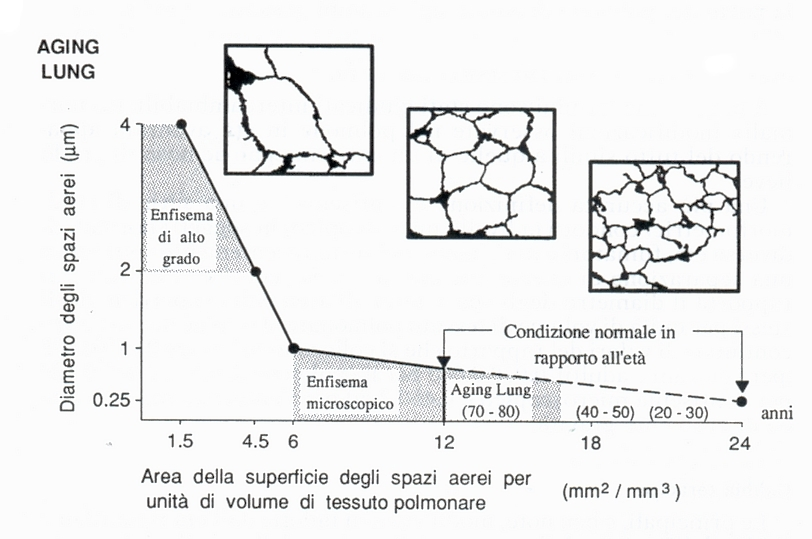 AGING
LUNG
Diametro degli spazi aerei (μm)
4
2
1
0.25
Enfisema
di alto
grado
Enfisema
microscopico
Aging Lung
(70 - 80)
(40 - 50)
(20 - 30)
anni
Condizione normale in
rapporto all'età
1.5
4.5
6
12
18
24
Area della superficie degli spazi aerei per
unità di volume di tessuto polmonare
(mm² / mm³ )